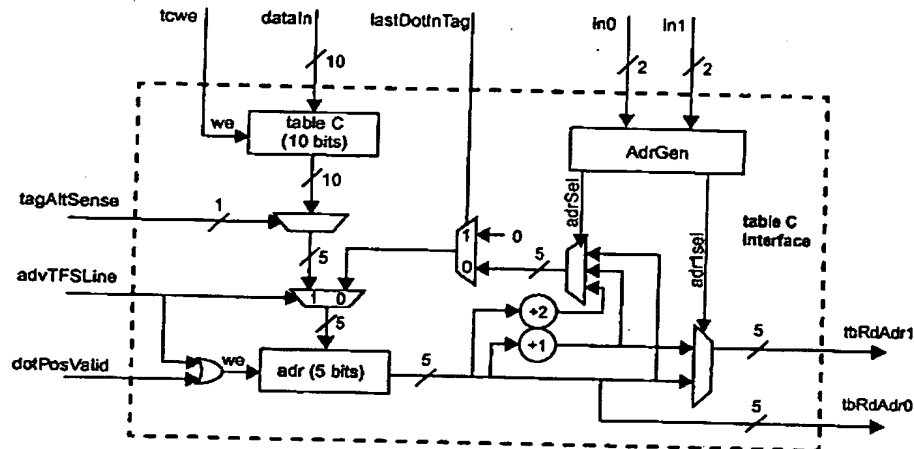 tcwe
dataIn
lastDotInTag
In0
In1
10
2
2
we
table C
(10 bits)
AdrGen
10
tagAltSense
1
adrSel
adr1sel
table C
Interface
1
0
0
5
5
advTFSLine
1 0
+2
5
+1
dotPosValid
we
adr (5 bits)
5
5
tbRdAdr1
5
tbRdAdr0